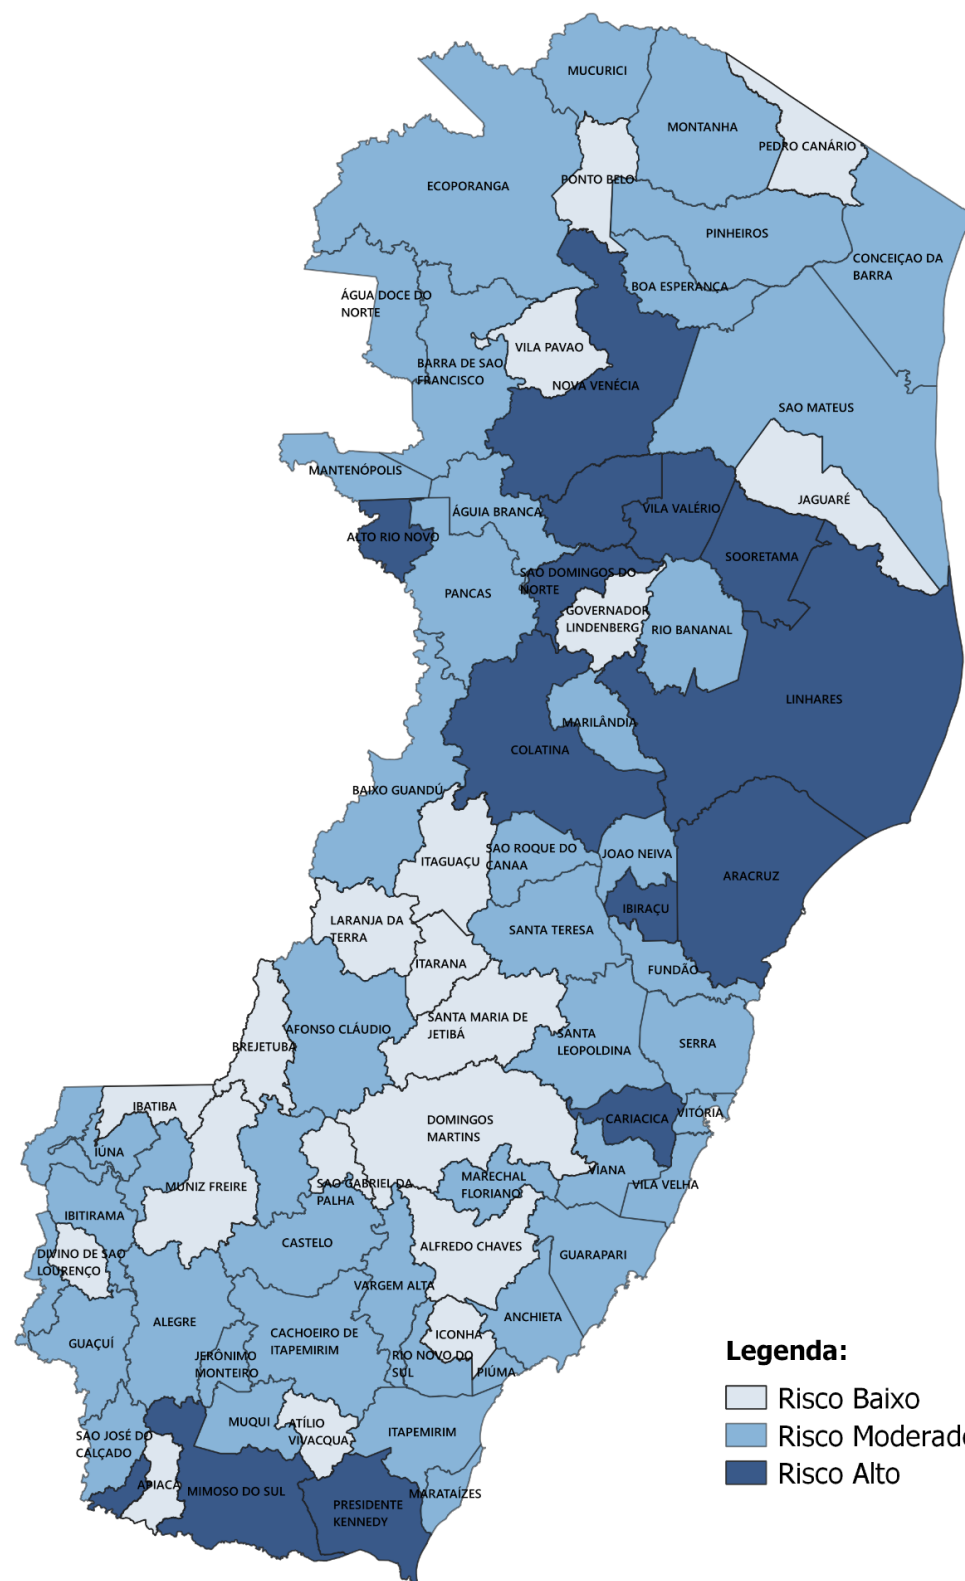 MUCURICI
MONTANHA
PEDRO CANÁRIO
PONTO BELO
ECOPORANGA
PINHEIROS
CONCEIÇAO DA
BARRA
BOA ESPERANÇA
ÁGUA DOCE DO
NORTE
VILA PAVAO
BARRA DE SAO
FRANCISCO
NOVA VENÉCIA
SAO MATEUS
MANTENÓPOLIS
JAGUARÉ
VILA VALÉRIO
ÁGUIA BRANCA
ALTO RIO NOVO
SOORETAMA
SAO DOMINGOS DO
NORTE
PANCAS
GOVERNADOR
LINDENBERG
RIO BANANAL
LINHARES
MARILÂNDIA
COLATINA
BAIXO GUANDÚ
SAO ROQUE DO
CANAA
JOAO NEIVA
ITAGUAÇU
ARACRUZ
IBIRAÇU
LARANJA DA
TERRA
SANTA TERESA
ITARANA
FUNDÃO
SANTA MARIA DE
JETIBÁ
AFONSO CLÁUDIO
SANTA
LEOPOLDINA
SERRA
BREJETUBA
IBATIBA
DOMINGOS
MARTINS
CARIACICA
VITÓRIA
IÚNA
VIANA
MARECHAL
FLORIANO
VILA VELHA
MUNIZ FREIRE
SAO GABRIEL DA
PALHA
IBITIRAMA
CASTELO
ALFREDO CHAVES
GUARAPARI
DIVINO DE SAO
LOURENÇO
VARGEM ALTA
ANCHIETA
ALEGRE
GUAÇUÍ
CACHOEIRO DE
ITAPEMIRIM
ICONHA
JERÔNIMO
MONTEIRO
RIO NOVO DO
SUL
PIÚMA
SAO JOSÉ DO
CALÇADO
MUQUI
ATÍLIO
VIVACQUA
ITAPEMIRIM
APIACÁ
MIMOSO DO SUL
PRESIDENTE
KENNEDY
MARATAÍZES
Legenda:
Risco Baixo
Risco Moderado
Risco Alto